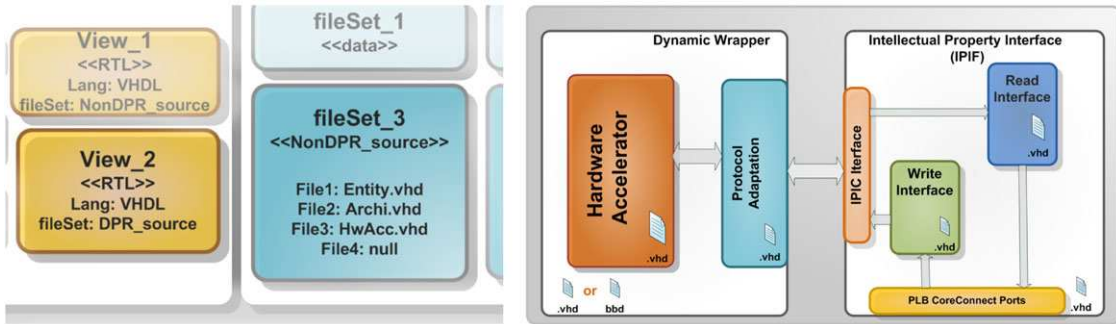 View_1
<<RTL>>
Lang: VHDL
fileSet: NonDPR_source
View_2
<<RTL>>
Lang: VHDL
fileSet: DPR_source
fileSet_1
<<data>>
fileSet_3
<<NonDPR_source>>
File1: Entity.vhd
File2: Archi.vhd
File3: HwAcc.vhd
File4: null
Dynamic Wrapper
Hardware
Accelerator
.vhd
Protocol
Adaptation
.vhd
or
.vhd
bbd
Intellectual Property Interface
(IPIF)
IPIC Iterface
Read
Interface
.vhd
Write
Interface
.vhd
PLB CoreConnect Ports
.vhd